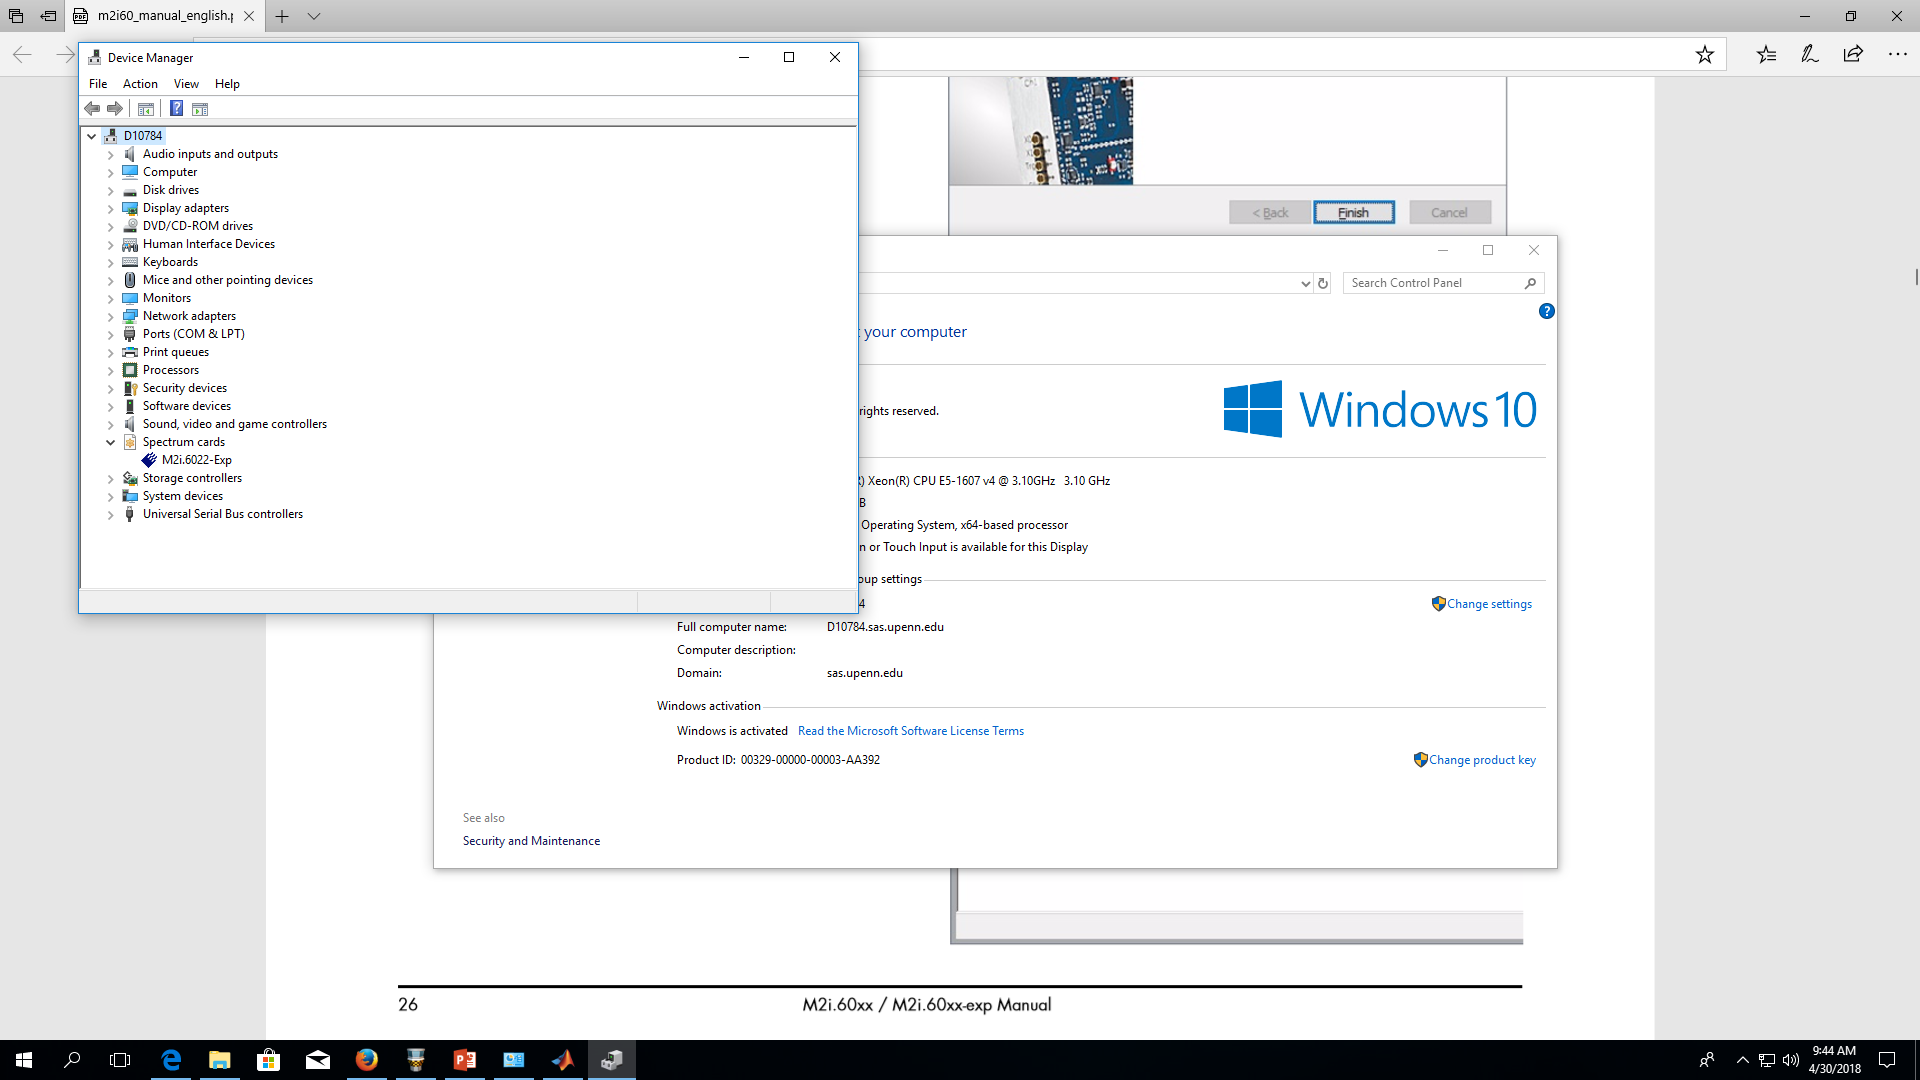 m2i60_manual_english.p
Device Manager
File Action View Help
D10784
Audio inputs and outputs
Computer
Disk drives
Display adapters
DVD/CD-ROM drives
Human Interface Devices
Keyboards
Mice and other pointing devices
Monitors
Network adapters
Ports (COM & LPT)
Print queues
Processors
Security devices
Software devices
Sound, video and game controllers
Spectrum cards
M2i.6022-Exp
Storage controllers
System devices
Universal Serial Bus controllers
< Back Finish Cancel
Search Control Panel
your computer
rights reserved.
Windows 10
Xeon(R) CPU E5-1607 v4 @ 3.10GHz 3.10 GHz
B
Operating System, x64-based processor
n or Touch Input is available for this Display
oup settings
4
Change settings
Full computer name: D10784.sas.upenn.edu
Computer description:
Domain: sas.upenn.edu
Windows activation
Windows is activated Read the Microsoft Software License Terms
Product ID: 00329-00000-00003-AA392
Change product key
See also
Security and Maintenance
26 M2i.60xx / M2i.60xx-exp Manual
9:44 AM
4/30/2018